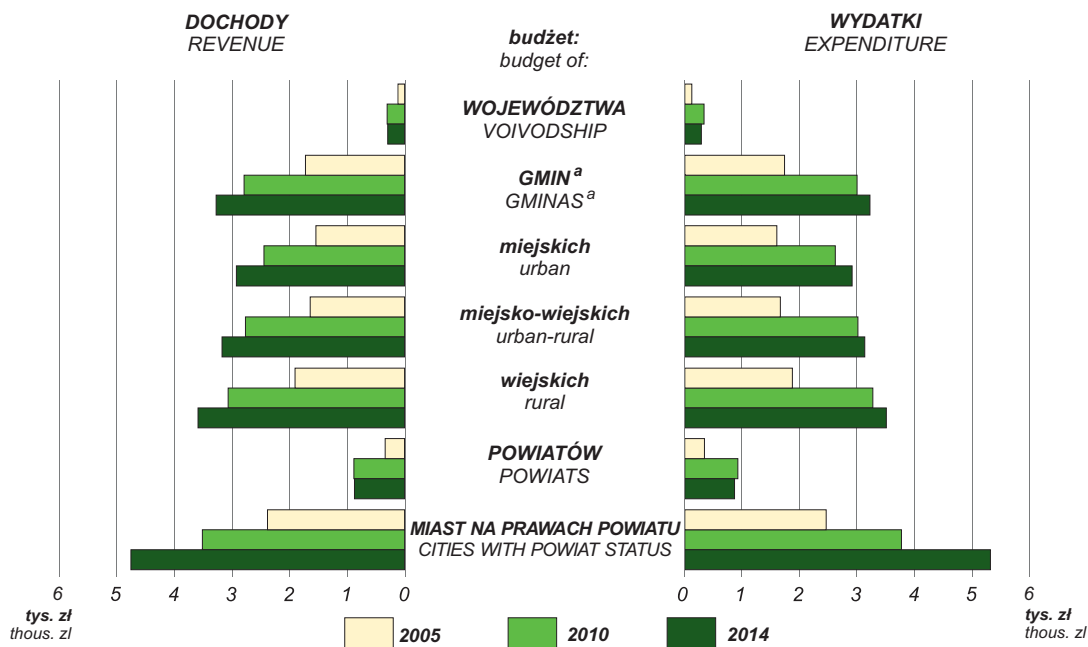 DOCHODY
REVENUE
budżet:
budget of:
WYDATKI
EXPENDITURE
WOJEWÓDZTWA
VOIVODSHIP
GMIN a
GMINAS a
miejskich
urban
miejsko-wiejskich
urban-rural
wiejskich
rural
POWIATÓW
POWIATS
MIAST NA PRAWACH POWIATU
CITIES WITH POWIAT STATUS
6 5 4 3 2 1 0
0 1 2 3 4 5 6
tys. zł
thous. zl
tys. zł
thous. zl
2005 2010 2014